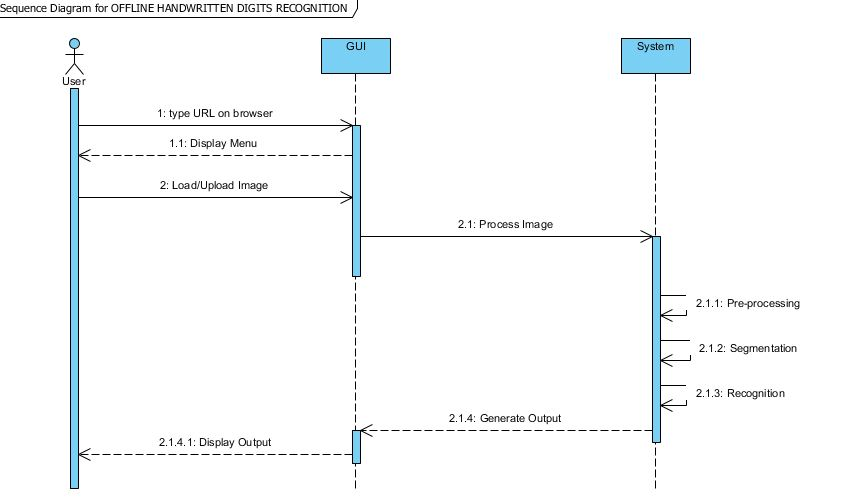 Sequence Diagram for OFFLINE HANDWRITTEN DIGITS RECOGNITION
GUI
System
User
1: type URL on browser
1.1: Display Menu
2: Load/Upload Image
2.1: Process Image
2.1.1: Pre-processing
2.1.2: Segmentation
2.1.3: Recognition
2.1.4: Generate Output
2.1.4.1: Display Output